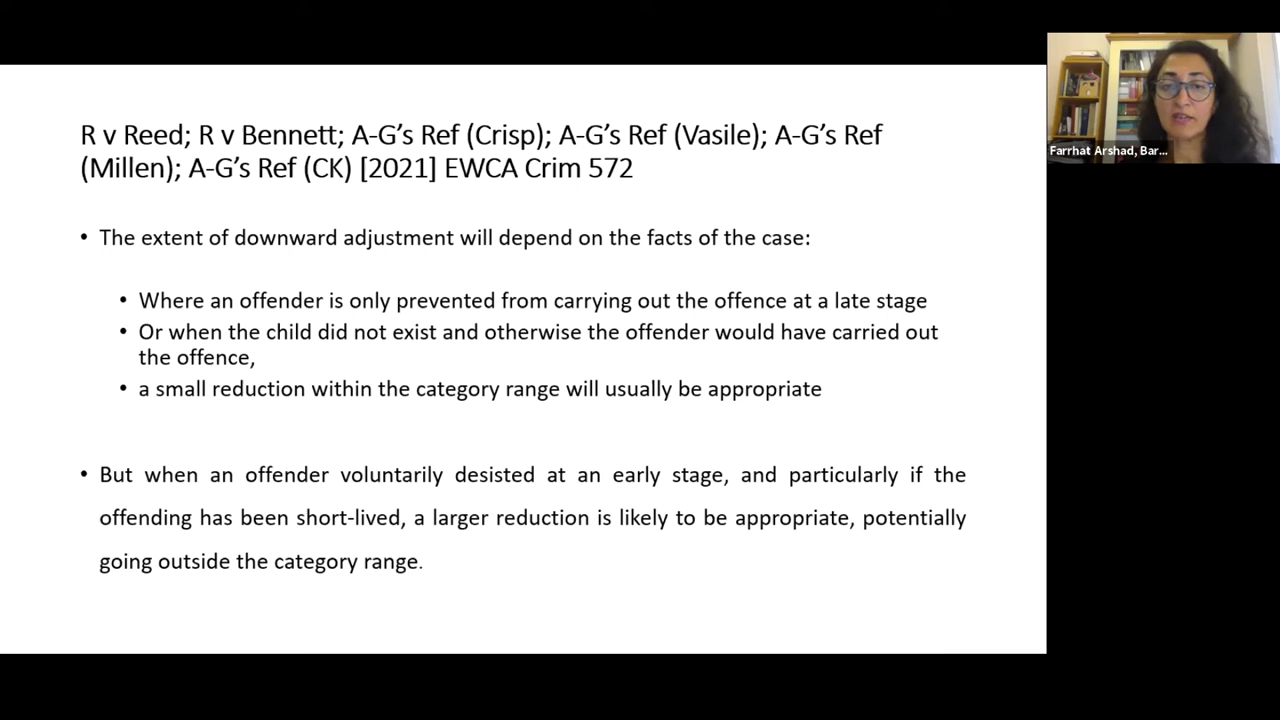 R v Reed; R v Bennett; A-G’s Ref (Crisp); A-G’s Ref (Vasile); A-G’s Ref
(Millen); A-G’s Ref (CK) [2021] EWCA Crim 572
• The extent of downward adjustment will depend on the facts of the case:
• Where an offender is only prevented from carrying out the offence at a late stage
• Or when the child did not exist and otherwise the offender would have carried out
the offence,
• a small reduction within the category range will usually be appropriate
• But when an offender voluntarily desisted at an early stage, and particularly if the
offending has been short-lived, a larger reduction is likely to be appropriate, potentially
going outside the category range.
Farrhat Arshad, Bar...